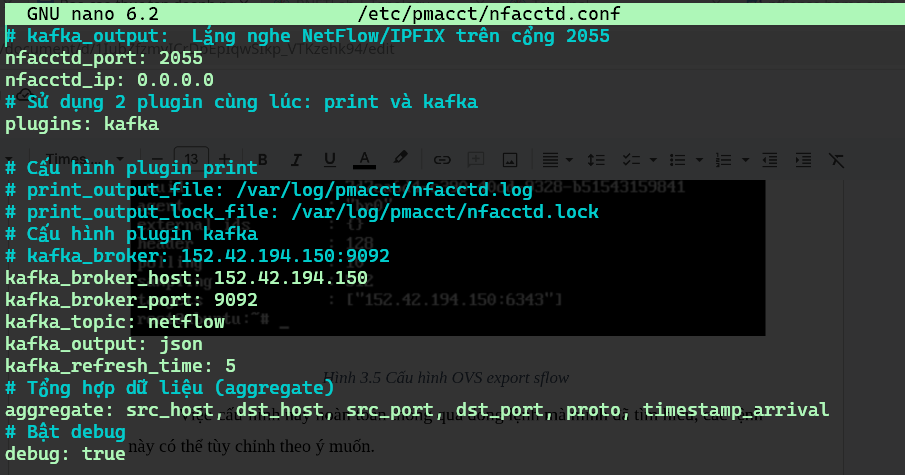 GNU nano 6.2 /etc/pmacct/nfacctd.conf
# kafka_output: Lắng nghe NetFlow/IPFIX trên cổng 2055
nfacctd_port: 2055
nfacctd_ip: 0.0.0.0
# Sử dụng 2 plugin cùng lúc: print và kafka
plugins: kafka
13 B I U A
# Cấu hình plugin print
# print_output_file: /var/log/pmacct/nfacctd.log
# print_output_lock_file: /var/log/pmacct/nfacctd.lock
# Cấu hình plugin kafka
# kafka_broker: 152.42.194.150:9092
kafka_broker_host: 152.42.194.150
kafka_broker_port: 9092
: ["152.42.194.150:6343"]
kafka_topic: netflow
kafka_output: json
kafka_refresh_time: 5
Hình 3.5 Cấu hình OVS export sflow
# Tổng hợp dữ liệu (aggregate)
aggregate: src_host, dst_host, src_port, dst_port, proto, timestamp_arrival
# Bật debug
này có thể tùy chỉnh theo ý muốn.
debug: true